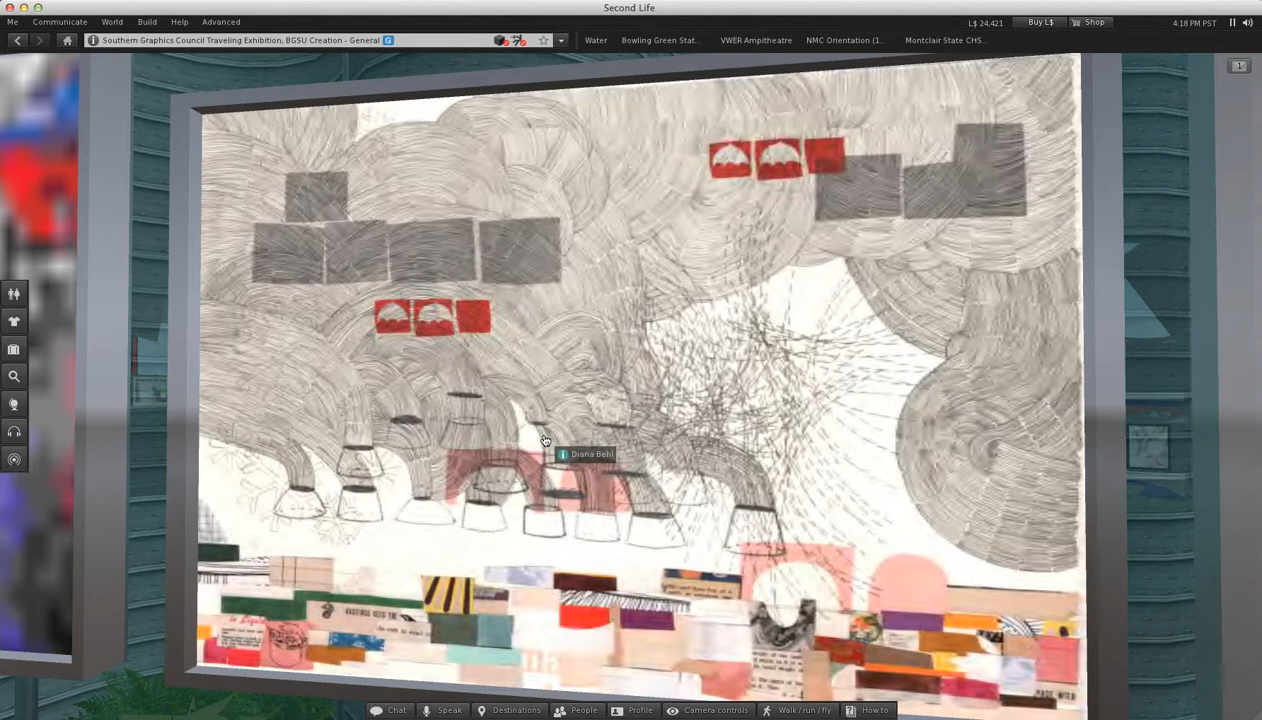 Second Life
Me Communicate World Build Help Advanced L$ 24,421 Buy L$ Shop 4:18 PM PST
Southern Graphics Council Traveling Exhibition, BGSU Creation - General G Water Bowling Green Stat... VWER Ampitheatre NMC Orientation (1... Montclair State CHS...
1
Diana Behl
Chat Speak Destinations People Profile Camera controls Walk / run / fly How to